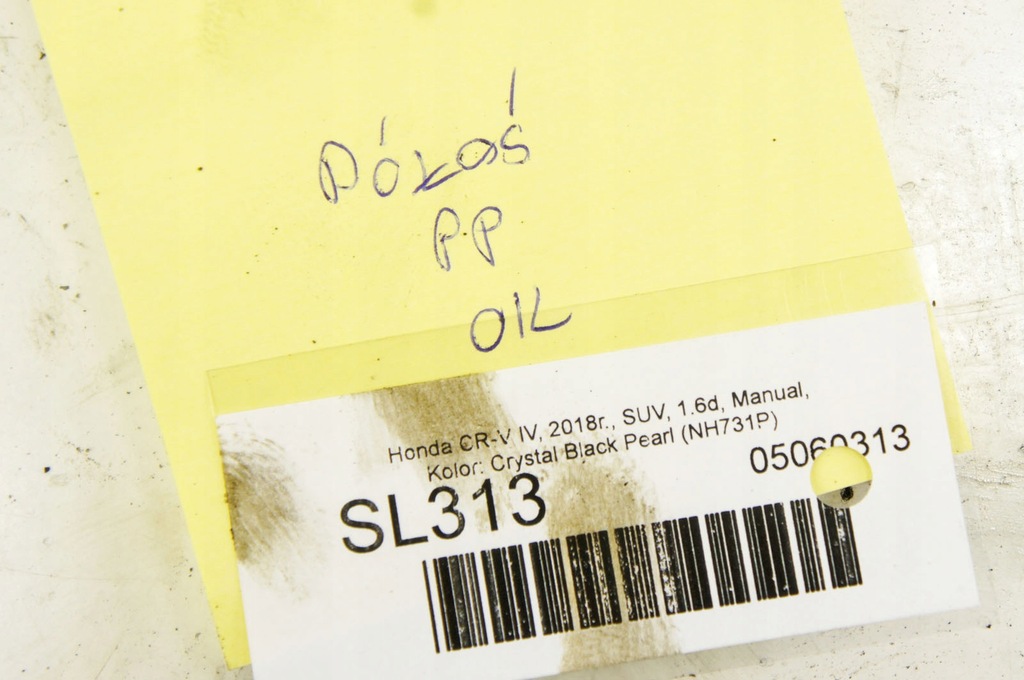 Półoś
PP
OIL
Honda CR-V IV, 2018r., SUV, 1.6d, Manual,
Kolor: Crystal Black Pearl (NH731P)
05060313
SL313